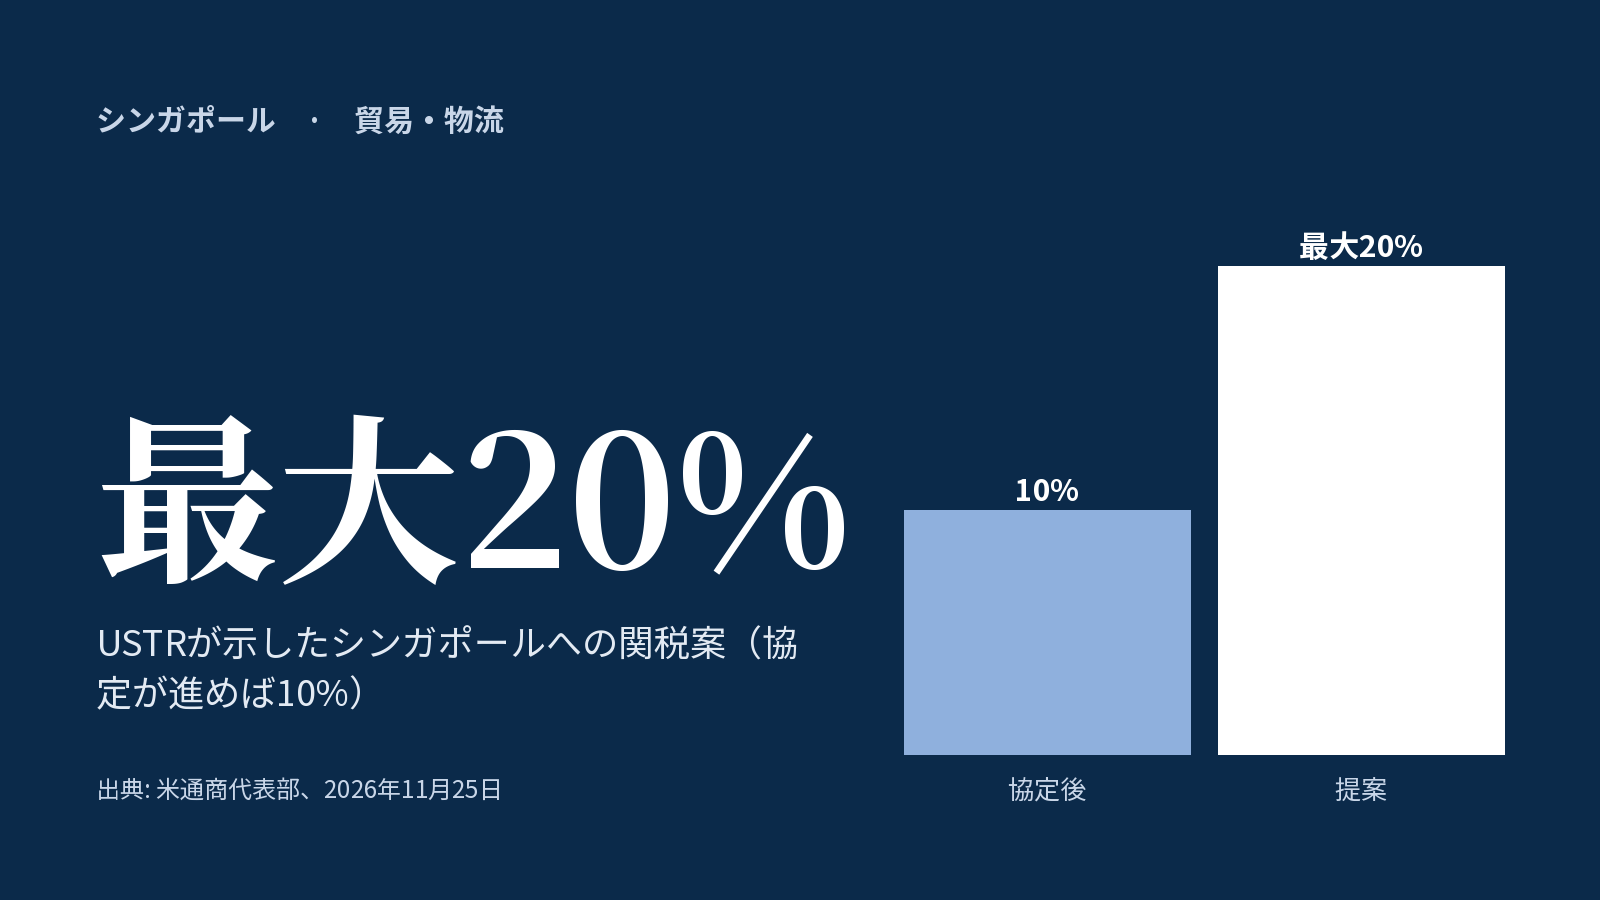 シンガポール · 貿易・物流
最大20%
USTRが示したシンガポールへの関税案（協
定が進めば10%）
出典: 米通商代表部、2026年11月25日
10%
最大20%
協定後
提案